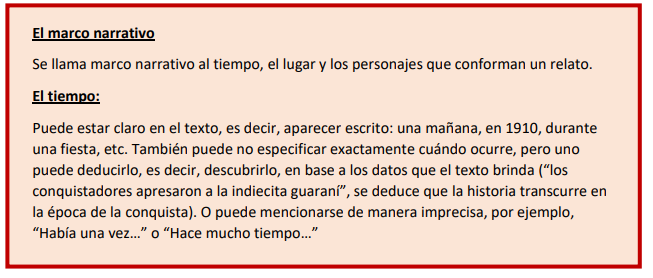 El marco narrativo
Se llama marco narrativo al tiempo, el lugar y los personajes que conforman un relato.
El tiempo:
Puede estar claro en el texto, es decir, aparecer escrito: una mañana, en 1910, durante
una fiesta, etc. También puede no especificar exactamente cuándo ocurre, pero uno
puede deducirlo, es decir, descubrirlo, en base a los datos que el texto brinda (“los
conquistadores apresaron a la indiecita guaraní”, se deduce que la historia transcurre en
la época de la conquista). O puede mencionarse de manera imprecisa, por ejemplo,
“Había una vez…” o “Hace mucho tiempo…”